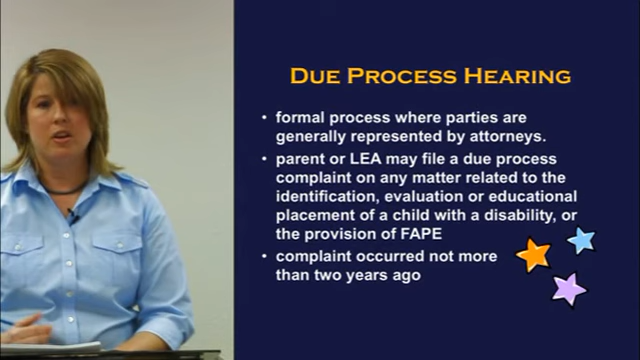 DUE PROCESS HEARING
• formal process where parties are
generally represented by attorneys.
• parent or LEA may file a due process
complaint on any matter related to the
identification, evaluation or educational
placement of a child with a disability, or
the provision of FAPE
• complaint occurred not more
than two years ago